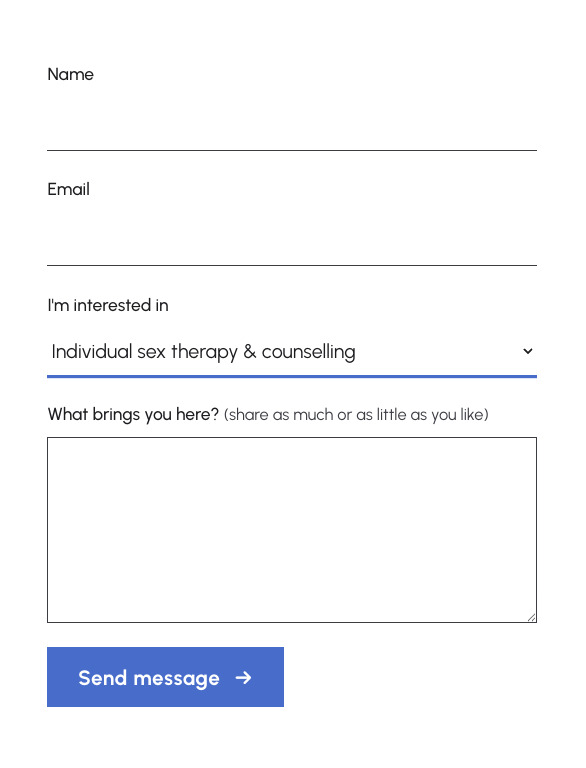 Name
Email
I'm interested in
Individual sex therapy & counselling
What brings you here? (share as much or as little as you like)
Send message →